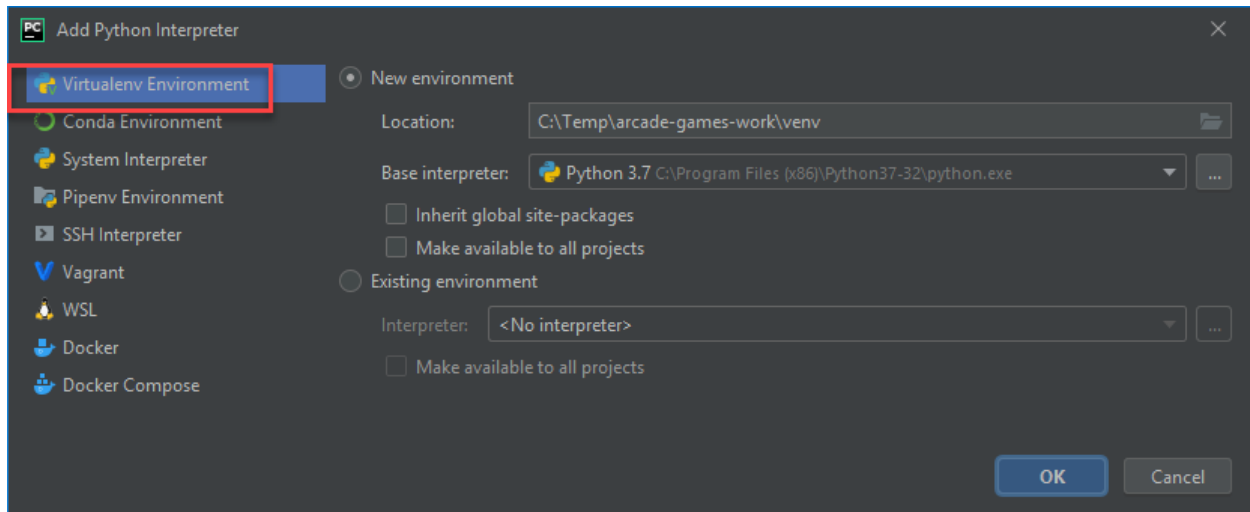 PC Add Python Interpreter
Virtualenv Environment
Conda Environment
System Interpreter
Pipenv Environment
SSH Interpreter
Vagrant
WSL
Docker
Docker Compose
New environment
Location: C:\Temp\arcade-games-work\venv
Base interpreter: Python 3.7 C:\Program Files (x86)\Python37-32\python.exe ...
Inherit global site-packages
Make available to all projects
Existing environment
Interpreter: <No interpreter> ...
Make available to all projects
OK Cancel